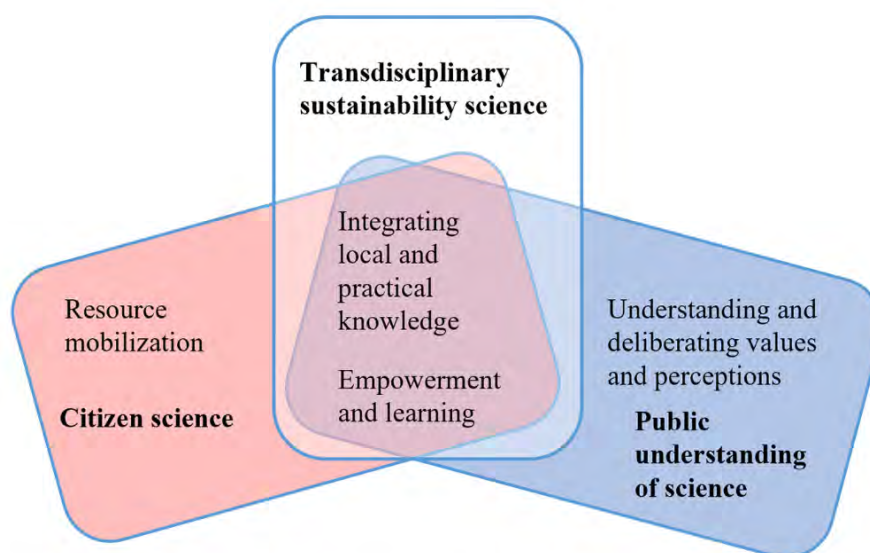 Transdisciplinary
sustainability science
Integrating
local and
practical
knowledge
Empowerment
and learning
Resource
mobilization
Citizen science
Understanding and
deliberating values
and perceptions
Public
understanding
of science